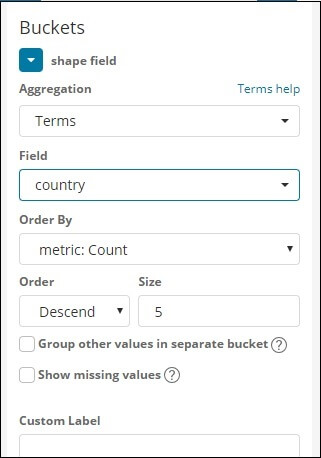 Buckets
shape field
Aggregation Terms help
Terms
Field
country
Order By
metric: Count
Order Size
Descend 5
Group other values in separate bucket ?
Show missing values ?
Custom Label